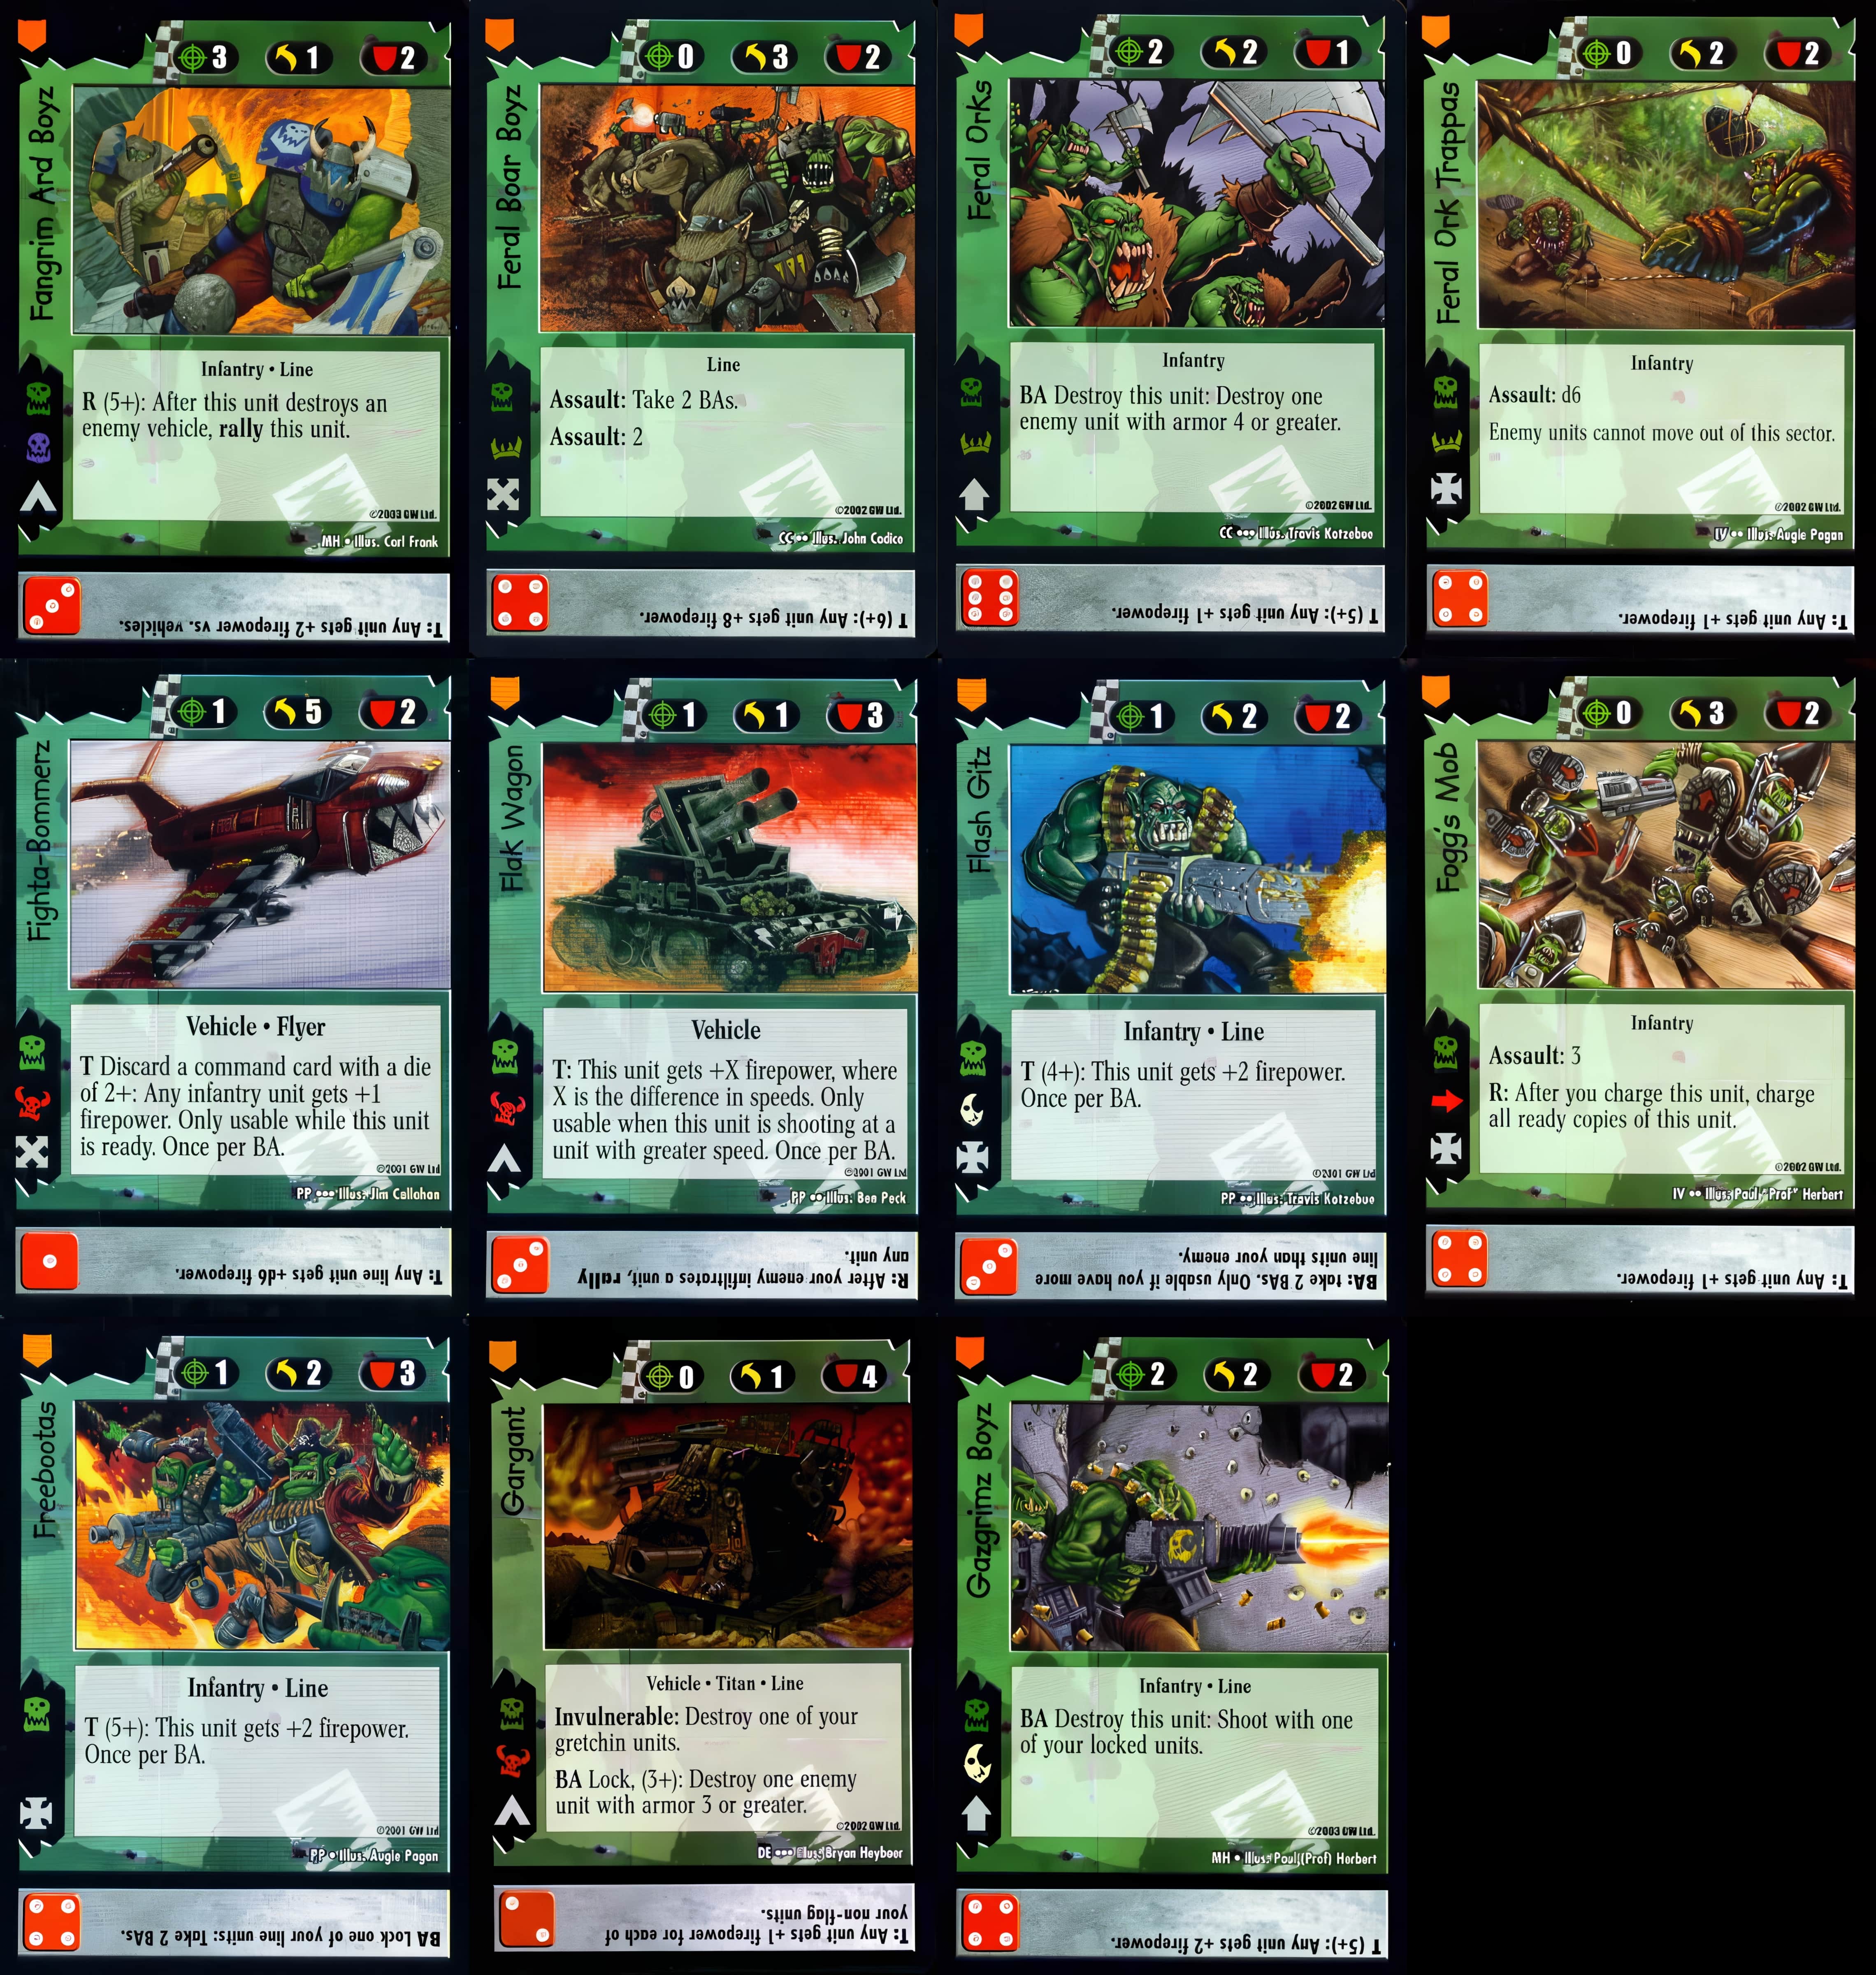 3 1 2
Fangrim Ard Boyz
Infantry • Line
R (5+): After this unit destroys an
enemy vehicle, rally this unit.
©2003 GW Ltd.
MH • Illus. Carl Frank
T: Any unit gets +2 firepower vs. vehicles.
0 3 2
Feral Boar Boyz
Line
Assault: Take 2 BAs.
Assault: 2
©2002 GW Ltd.
CC •• Illus. John Codico
T (6+): Any unit gets +8 firepower.
2 2 1
Feral Orks
Infantry
BA Destroy this unit: Destroy one
enemy unit with armor 4 or greater.
©2002 GW Ltd.
CC ••• Illus. Travis Kotzebue
T (5+): Any unit gets +1 firepower.
0 2 2
Feral Ork Trappas
Infantry
Assault: d6
Enemy units cannot move out of this sector.
©2002 GW Ltd.
IV •• Illus. Augie Pagan
T: Any unit gets +1 firepower.
1 5 2
Fighta-Bommerz
Vehicle • Flyer
T Discard a command card with a die
of 2+: Any infantry unit gets +1
firepower. Only usable while this unit
is ready. Once per BA.
©2001 GW Ltd
PP ••• Illus. Jim Callahan
T: Any line unit gets +d6 firepower.
1 1 3
Flak Wagon
Vehicle
T: This unit gets +X firepower, where
X is the difference in speeds. Only
usable when this unit is shooting at a
unit with greater speed. Once per BA.
©2001 GW Ltd
PP •• Illus. Ben Peck
R: After your enemy infiltrates a unit, rally
any unit.
1 2 2
Flash Gitz
Infantry • Line
T (4+): This unit gets +2 firepower.
Once per BA.
©2001 GW Ltd
PP •• Illus. Travis Kotzebue
BA: take 2 BAs. Only usable if you have more
line units than your enemy.
0 3 2
Fogg's Mob
Infantry
Assault: 3
R: After you charge this unit, charge
all ready copies of this unit.
©2002 GW Ltd.
IV •• Illus. Paul "Prof" Herbert
T: Any unit gets +1 firepower.
1 2 3
Freebootas
Infantry • Line
T (5+): This unit gets +2 firepower.
Once per BA.
©2001 GW Ltd
PP • Illus. Augie Pagan
BA Lock one of your line units: Take 2 BAs.
0 1 4
Gargant
Vehicle • Titan • Line
Invulnerable: Destroy one of your
gretchin units.
BA Lock, (3+): Destroy one enemy
unit with armor 3 or greater.
©2002 GW Ltd.
DE ••• Illus. Bryan Heyboer
T: Any unit gets +1 firepower for each of
your non-flag units.
2 2 2
Gazgrimz Boyz
Infantry • Line
BA Destroy this unit: Shoot with one
of your locked units.
©2003 GW Ltd.
MH • Illus. Paul (Prof) Herbert
T (5+): Any unit gets +2 firepower.